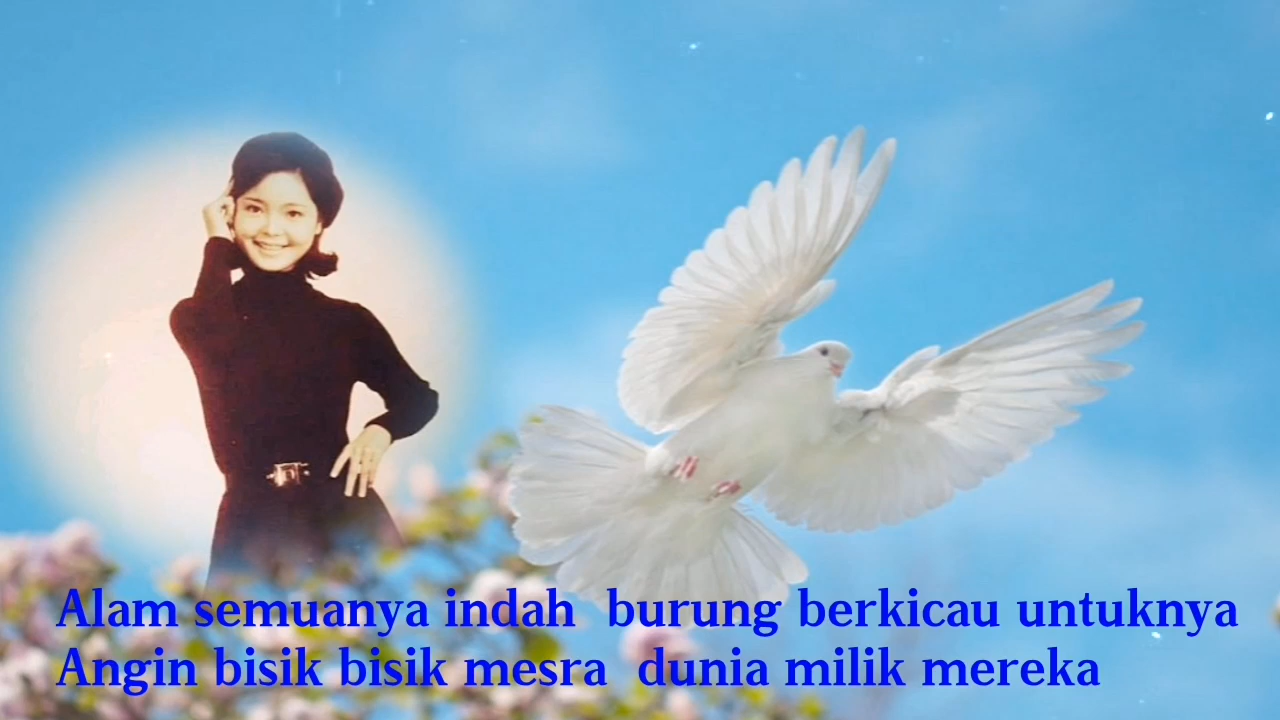 Alam semuanya indah  burung berkicau untuknya
Angin bisik bisik mesra  dunia milik mereka